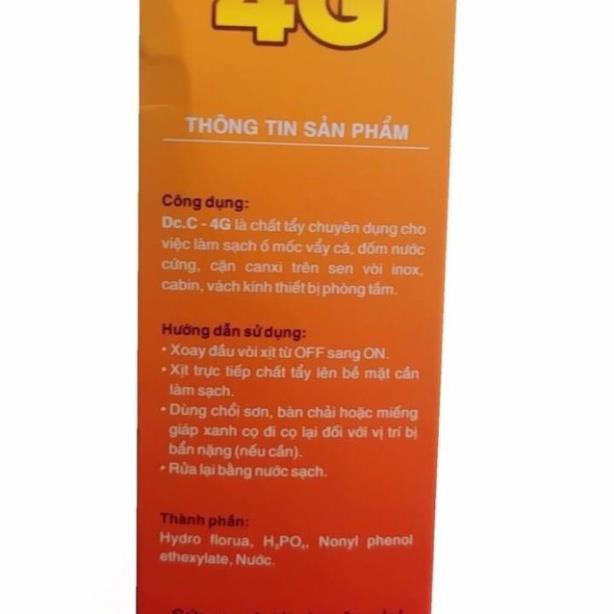 4G
THÔNG TIN SẢN PHẨM
Công dụng:
Dc.C - 4G là chất tẩy chuyên dụng cho
việc làm sạch ố mốc vẩy cá, đốm nước
cứng, cặn canxi trên sen vòi inox,
cabin, vách kính thiết bị phòng tắm.
Hướng dẫn sử dụng:
• Xoay đầu vòi xịt từ OFF sang ON.
• Xịt trực tiếp chất tẩy lên bề mặt cần
làm sạch.
• Dùng chổi sơn, bàn chải hoặc miếng
giáp xanh cọ đi cọ lại đối với vị trí bị
bẩn nặng (nếu cần).
• Rửa lại bằng nước sạch.
Thành phần:
Hydro florua, H₃PO₄, Nonyl phenol
ethexylate, Nước.